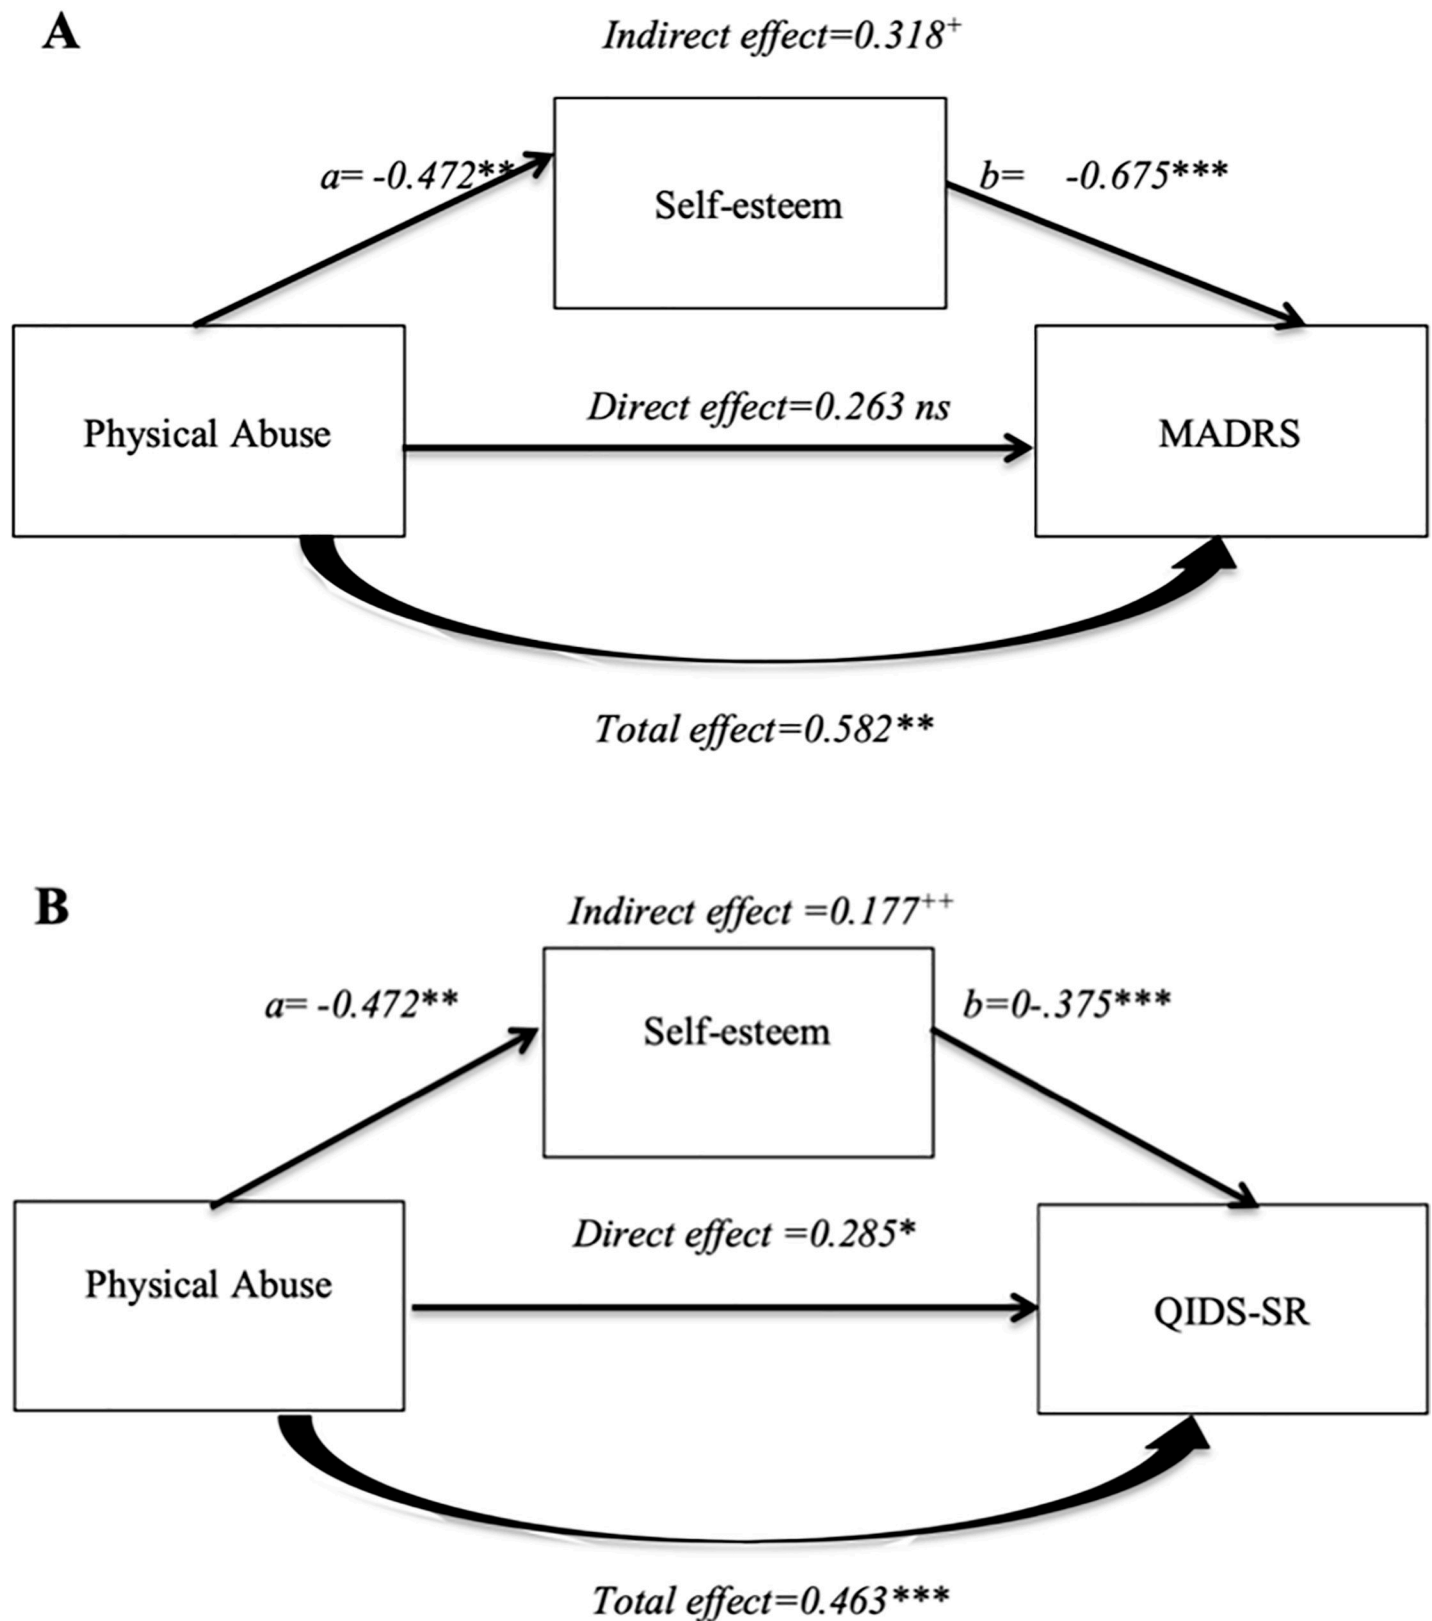 A
Indirect effect=0.318+
a= -0.472**
b= -0.675***
Self-esteem
Physical Abuse
Direct effect=0.263 ns
MADRS
Total effect=0.582**
B
Indirect effect =0.177++
a= -0.472**
b=0-.375***
Self-esteem
Physical Abuse
Direct effect =0.285*
QIDS-SR
Total effect=0.463***